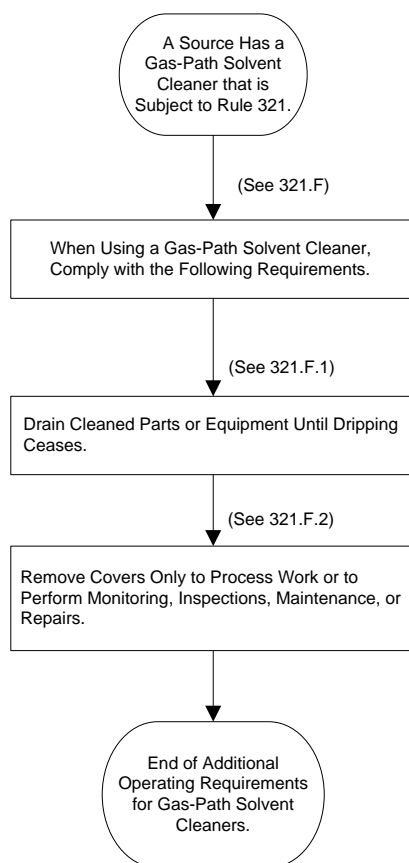 A Source Has a
Gas-Path Solvent
Cleaner that is
Subject to Rule 321.
(See 321.F)
When Using a Gas-Path Solvent Cleaner,
Comply with the Following Requirements.
(See 321.F.1)
Drain Cleaned Parts or Equipment Until Dripping
Ceases.
(See 321.F.2)
Remove Covers Only to Process Work or to
Perform Monitoring, Inspections, Maintenance, or
Repairs.
End of Additional
Operating Requirements
for Gas-Path Solvent
Cleaners.